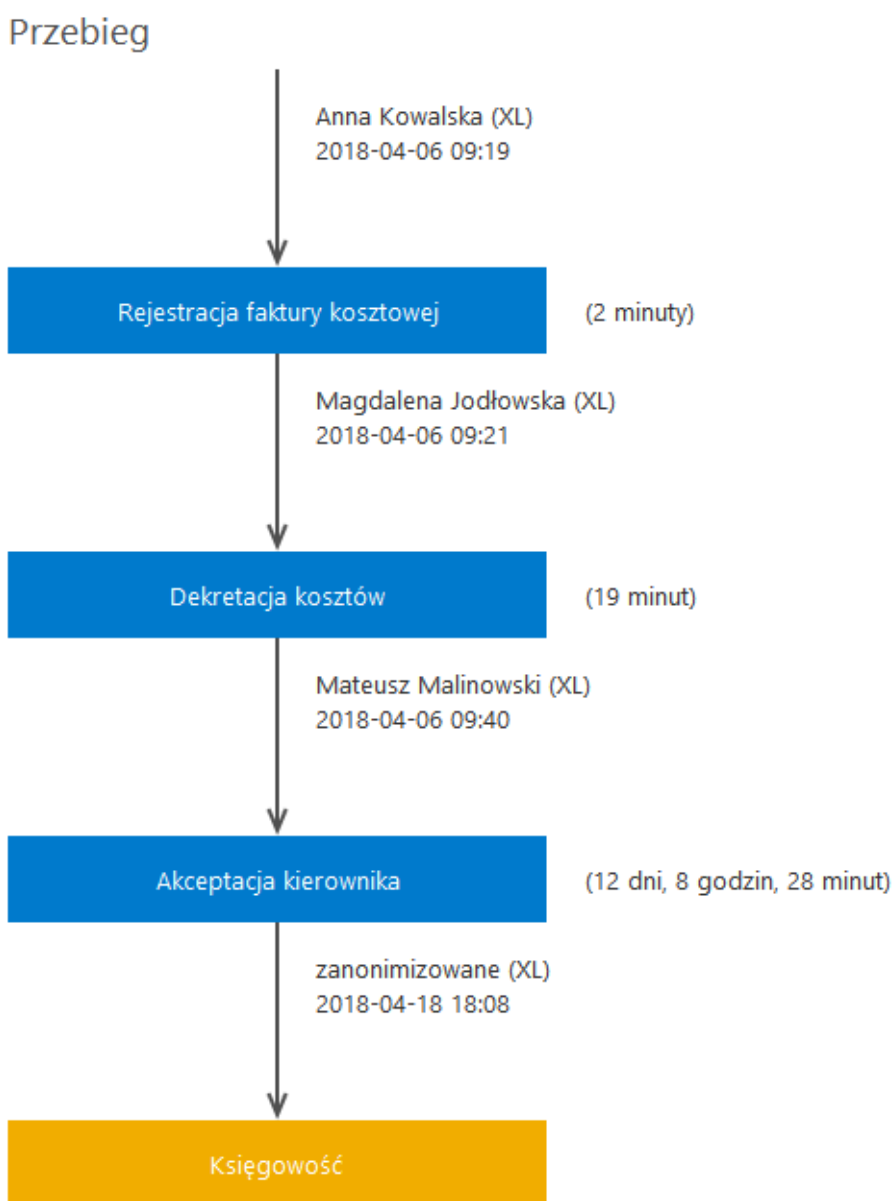 Przebieg
Anna Kowalska (XL)
2018-04-06 09:19
Rejestracja faktury kosztowej (2 minuty)
Magdalena Jodłowska (XL)
2018-04-06 09:21
Dekretacja kosztów (19 minut)
Mateusz Malinowski (XL)
2018-04-06 09:40
Akceptacja kierownika (12 dni, 8 godzin, 28 minut)
zanonimizowane (XL)
2018-04-18 18:08
Księgowość